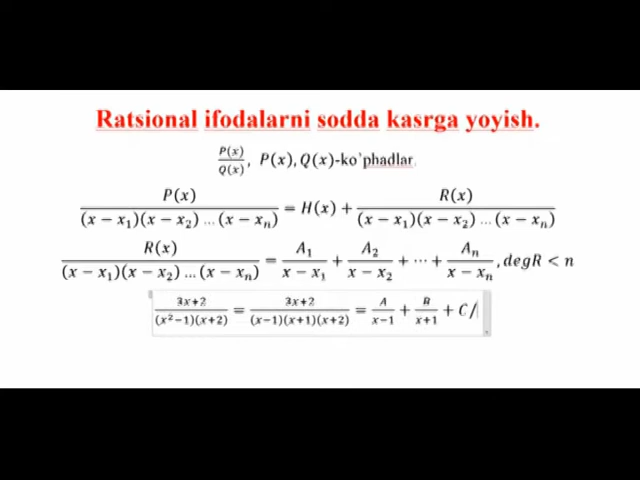 Ratsional ifodalarni sodda kasrga yoyish.
P(x)/Q(x), P(x), Q(x)-ko`phadlar.
P(x)/((x − x₁)(x − x₂) …(x − xₙ)) = H(x) + R(x)/((x − x₁)(x − x₂) …(x − xₙ))
R(x)/((x − x₁)(x − x₂) …(x − xₙ)) = A₁/(x − x₁) + A₂/(x − x₂) + ⋯ + Aₙ/(x − xₙ), degR < n
(3x+2)/((x²−1)(x+2)) = (3x+2)/((x−1)(x+1)(x+2)) = A/(x−1) + B/(x+1) + C/